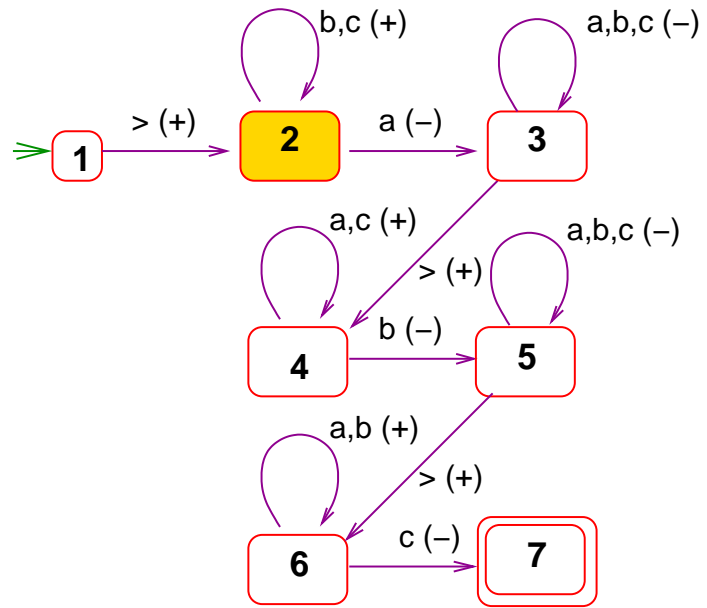 b,c (+)
a,b,c (–)
> (+)
a (–)
1
2
3
a,c (+)
a,b,c (–)
> (+)
b (–)
4
5
a,b (+)
> (+)
c (–)
6
7